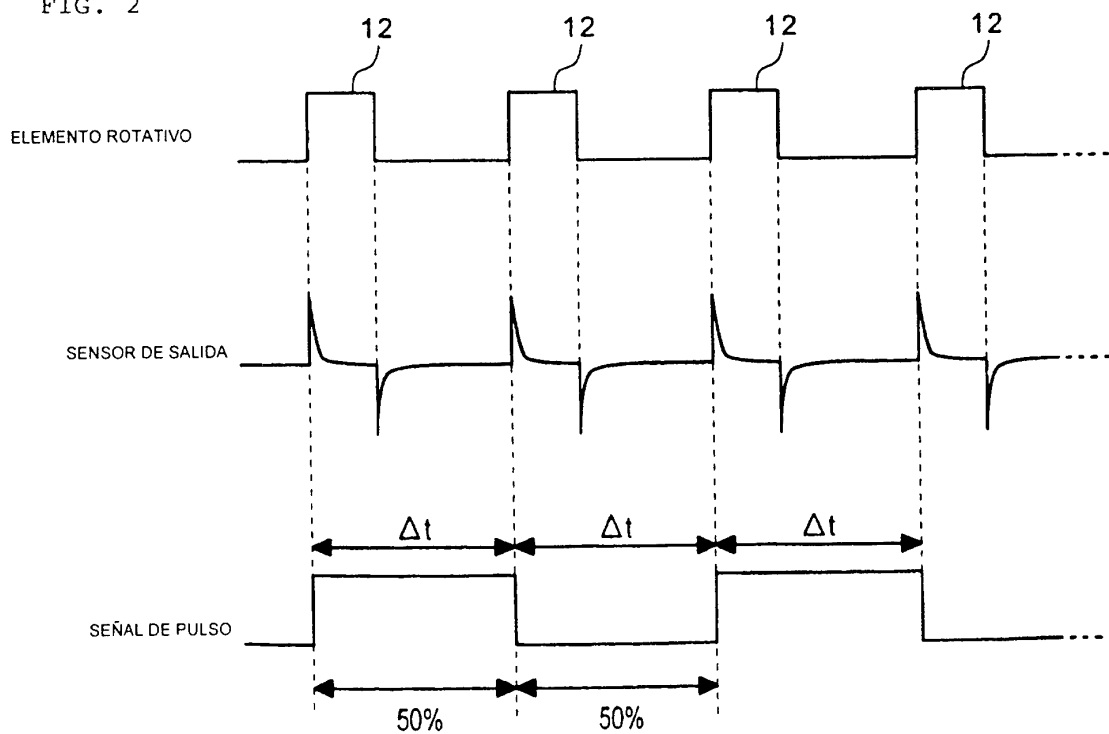 FIG. 2
12 12 12 12
ELEMENTO ROTATIVO
SENSOR DE SALIDA
Δt Δt Δt
SEÑAL DE PULSO
50% 50%